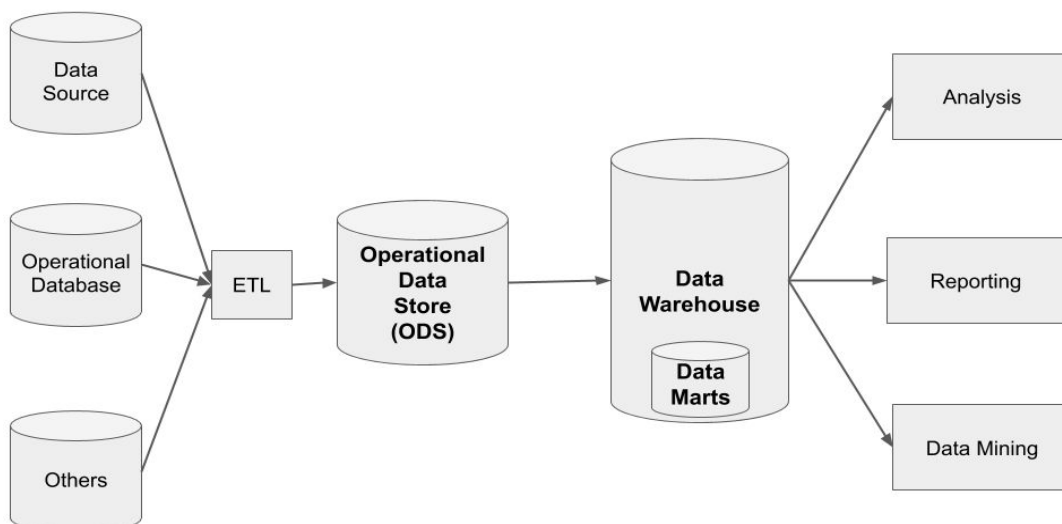 Data
Source
Operational
Database
Others
ETL
Operational
Data
Store
(ODS)
Data
Warehouse
Data
Marts
Analysis
Reporting
Data Mining